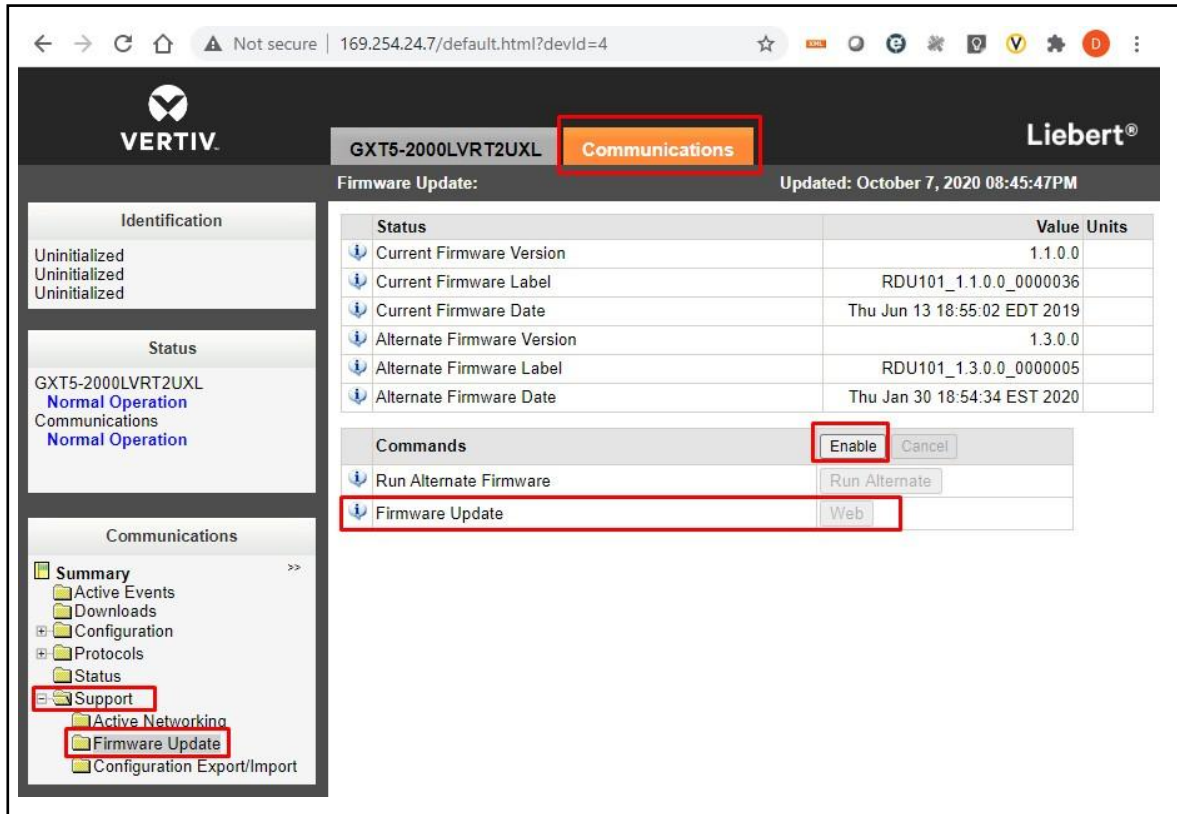 Not secure | 169.254.24.7/default.html?devId=4
VERTIV.
GXT5-2000LVRT2UXL Communications
Liebert®
Firmware Update: Updated: October 7, 2020 08:45:47PM
Identification
Uninitialized
Uninitialized
Uninitialized
Status
GXT5-2000LVRT2UXL
Normal Operation
Communications
Normal Operation
Communications
Summary >>
Active Events
Downloads
Configuration
Protocols
Status
Support
Active Networking
Firmware Update
Configuration Export/Import
Status Value Units
Current Firmware Version 1.1.0.0
Current Firmware Label RDU101_1.1.0.0_0000036
Current Firmware Date Thu Jun 13 18:55:02 EDT 2019
Alternate Firmware Version 1.3.0.0
Alternate Firmware Label RDU101_1.3.0.0_0000005
Alternate Firmware Date Thu Jan 30 18:54:34 EST 2020
Commands Enable Cancel
Run Alternate Firmware Run Alternate
Firmware Update Web